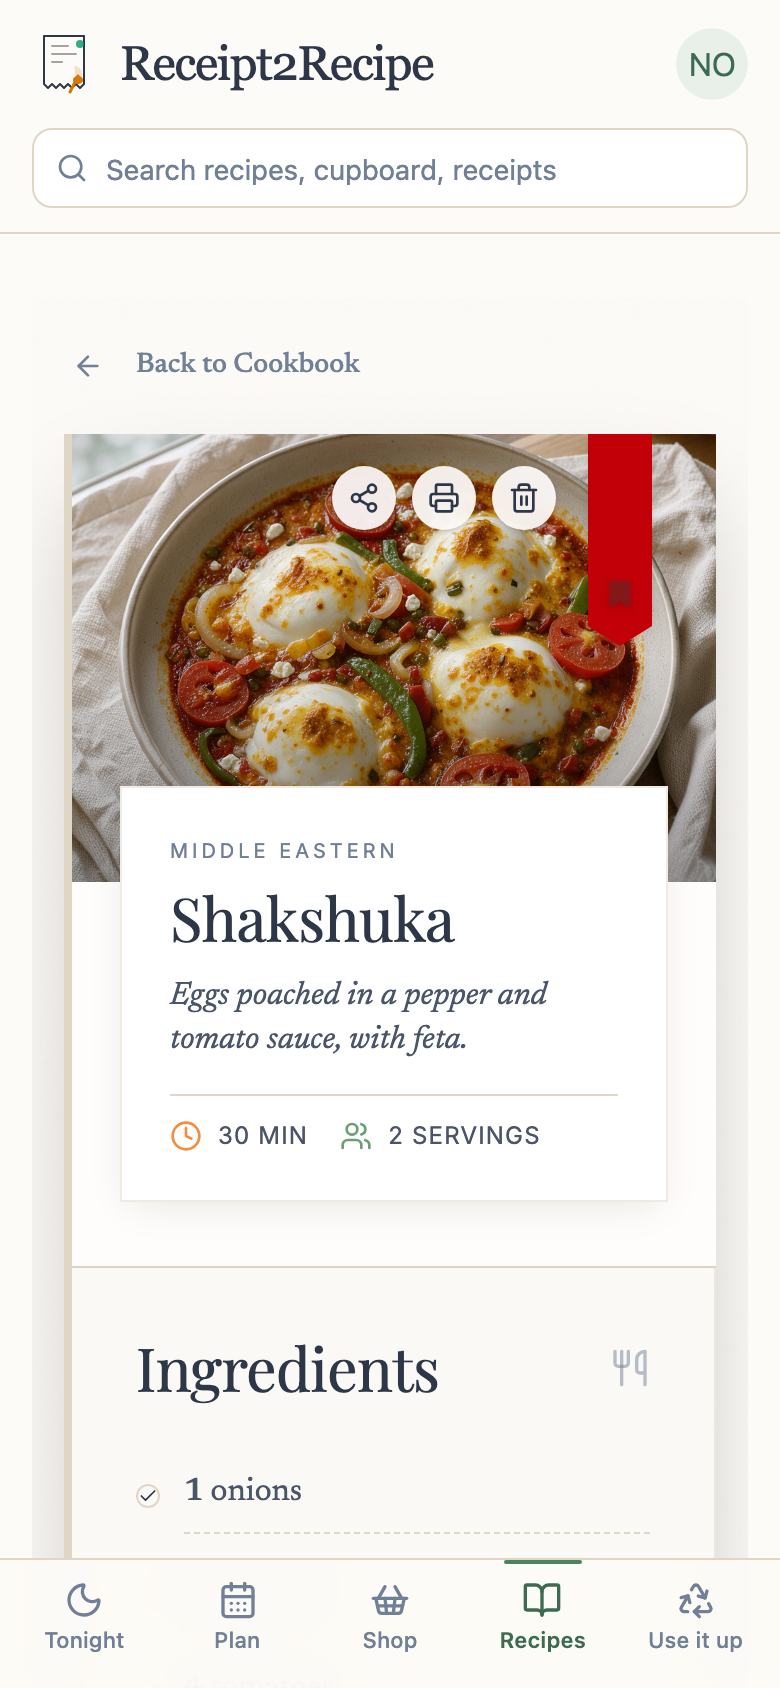 Receipt2Recipe
NO
Search recipes, cupboard, receipts
Back to Cookbook
MIDDLE EASTERN
Shakshuka
Eggs poached in a pepper and
tomato sauce, with feta.
30 MIN 2 SERVINGS
Ingredients
1 onions
Tonight Plan Shop Recipes Use it up